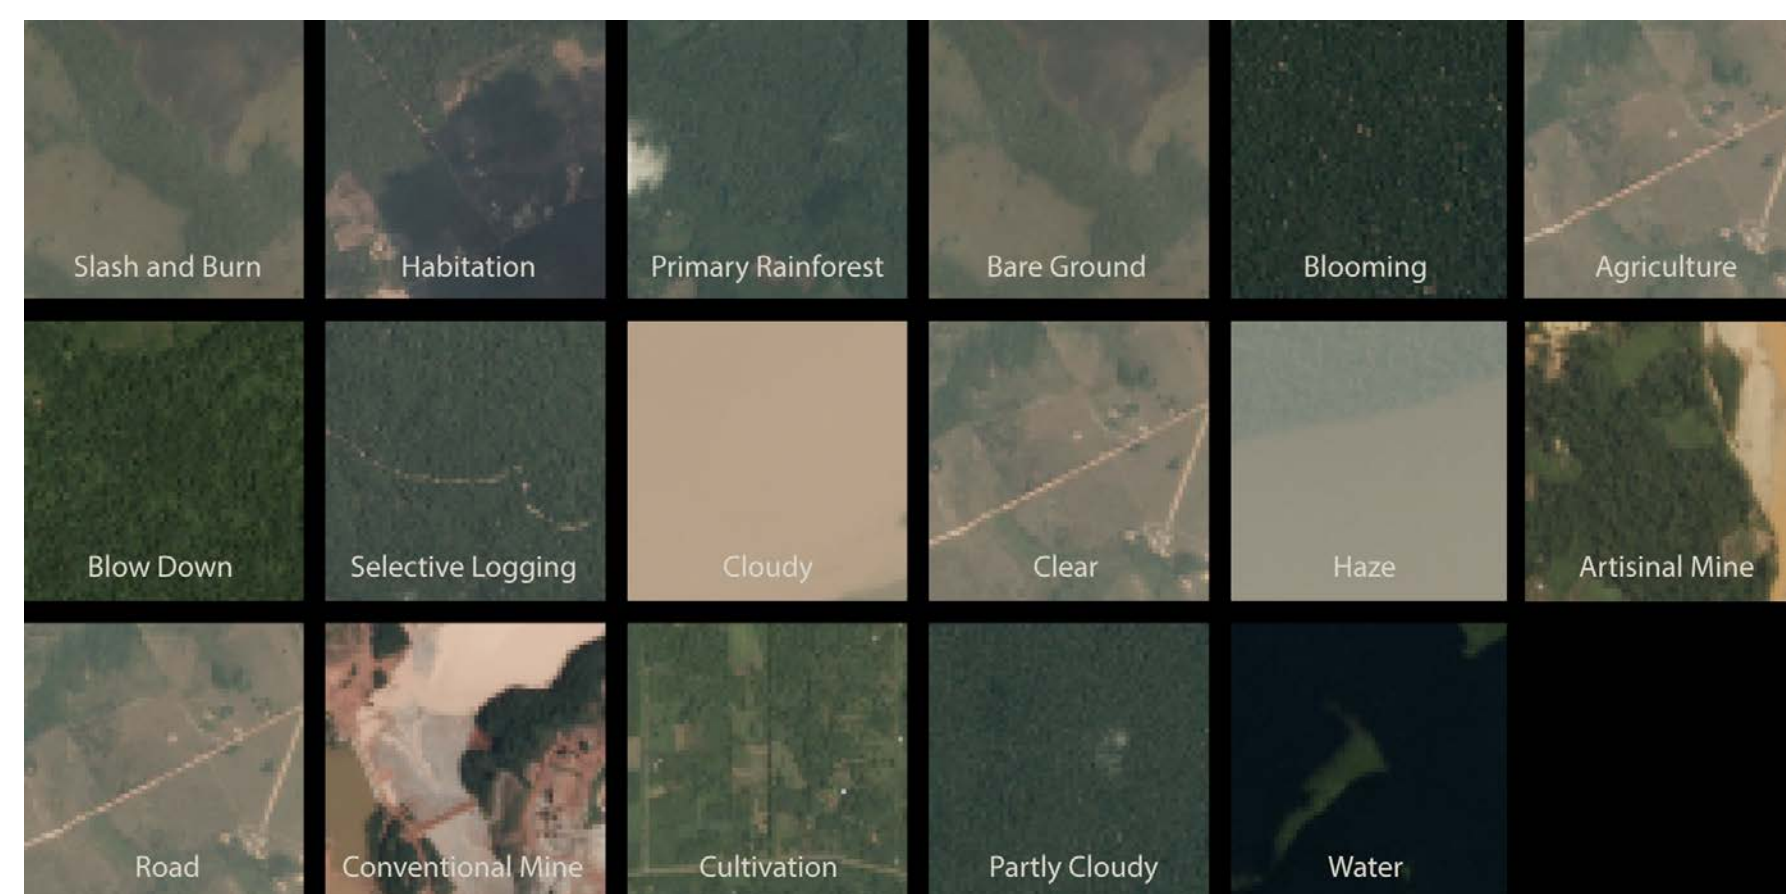 Slash and Burn
Habitation
Primary Rainforest
Bare Ground
Blooming
Agriculture
Blow Down
Selective Logging
Cloudy
Clear
Haze
Artisinal Mine
Road
Conventional Mine
Cultivation
Partly Cloudy
Water